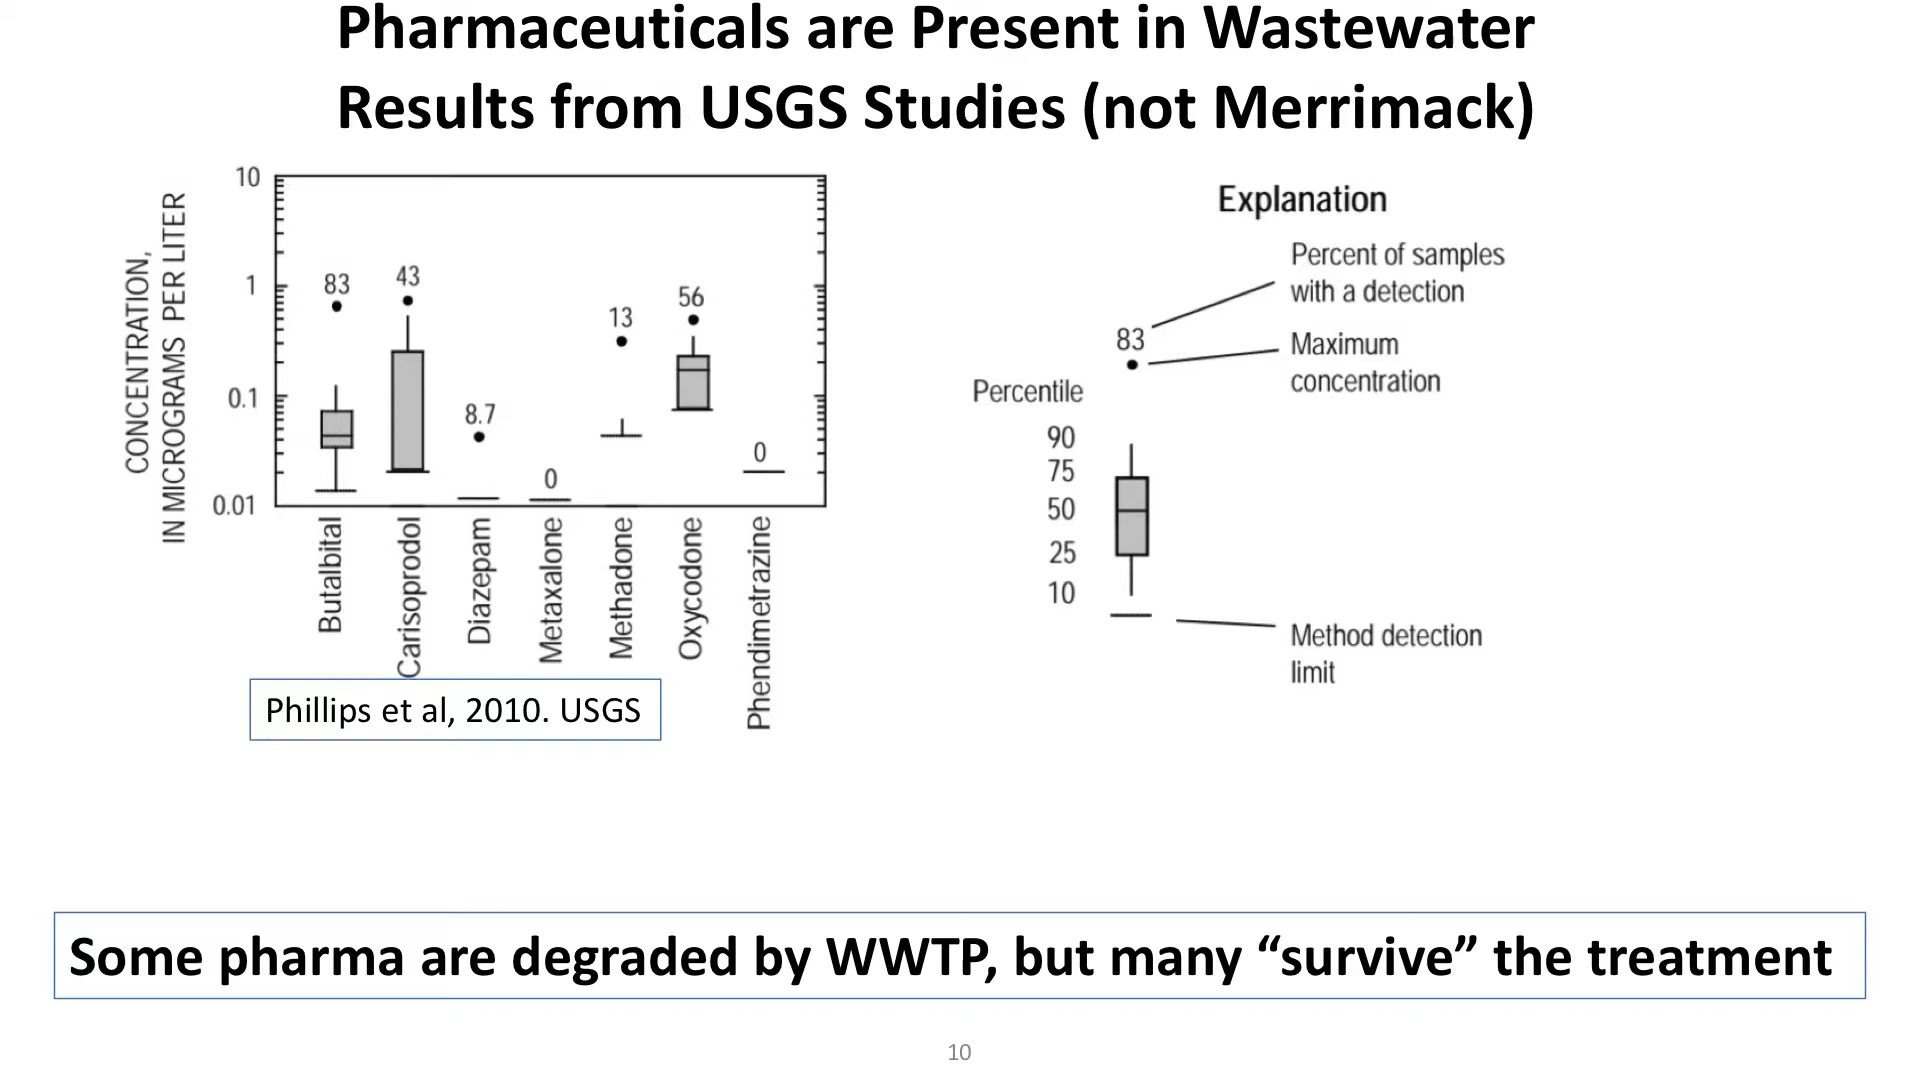 Pharmaceuticals are Present in Wastewater
Results from USGS Studies (not Merrimack)
CONCENTRATION,
IN MICROGRAMS PER LITER
10
1
0.1
0.01
83
43
8.7
0
13
56
0
Butalbital
Carisoprodol
Diazepam
Metaxalone
Methadone
Oxycodone
Phendimetrazine
Phillips et al, 2010. USGS
Explanation
Percent of samples
with a detection
83
Maximum
concentration
Percentile
90
75
50
25
10
Method detection
limit
Some pharma are degraded by WWTP, but many “survive” the treatment
10